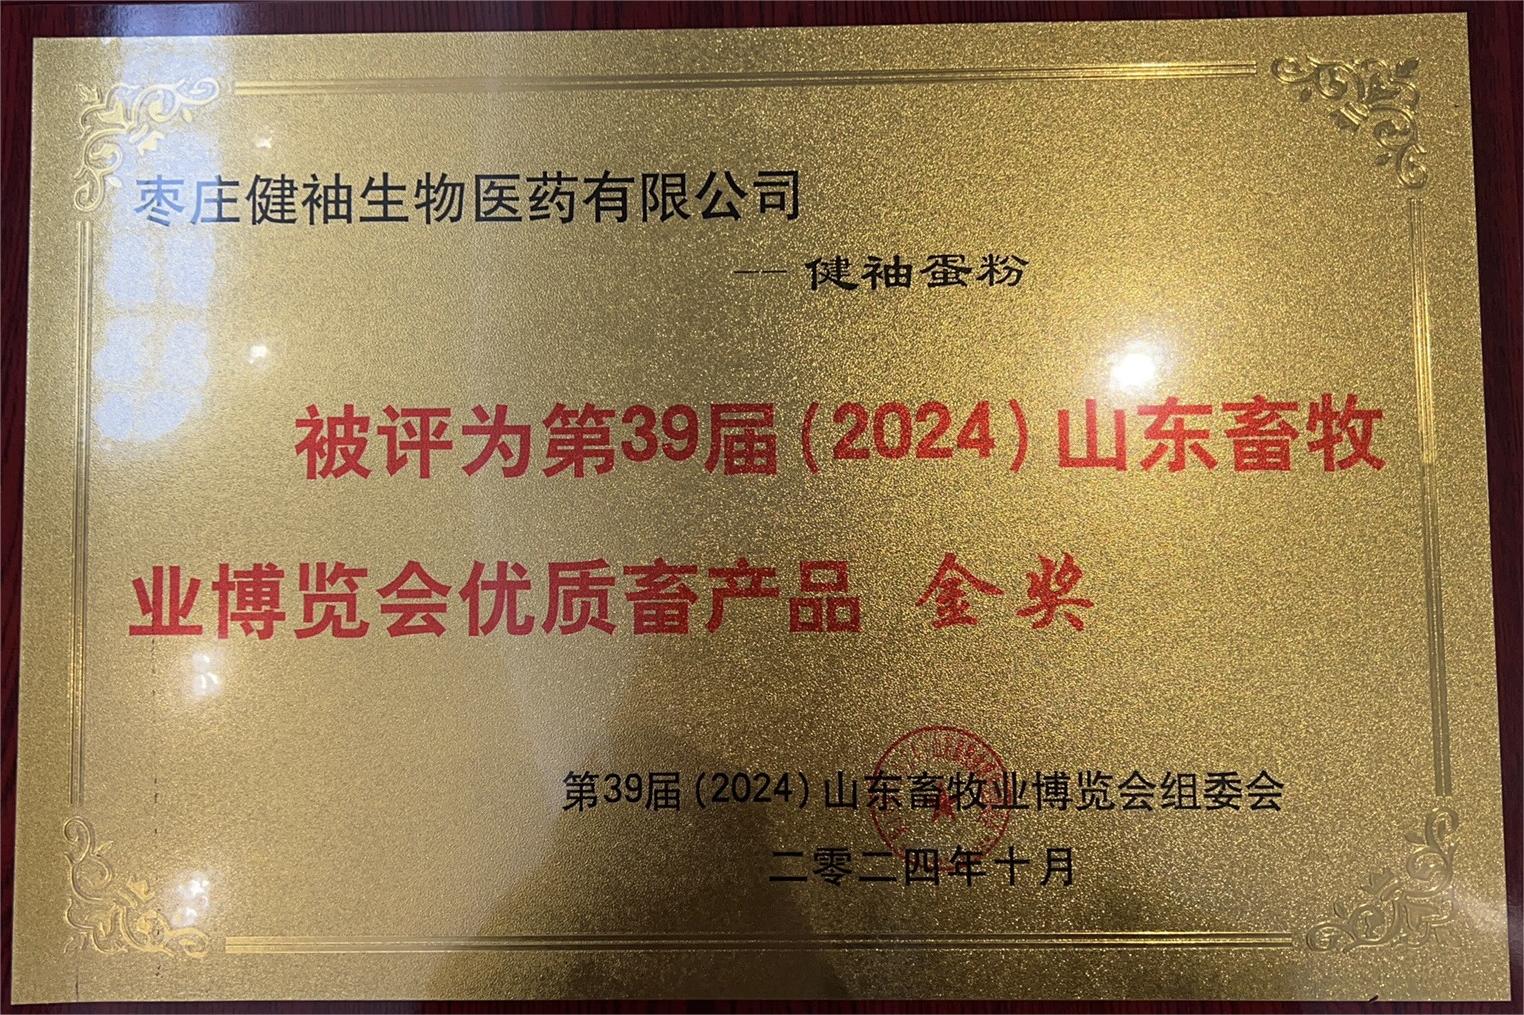 枣庄健袖生物医药有限公司
-- 健袖蛋粉
被评为第39届(2024)山东畜牧
业博览会优质畜产品 金奖
第39届(2024)山东畜牧业博览会组委会
二零二四年十月